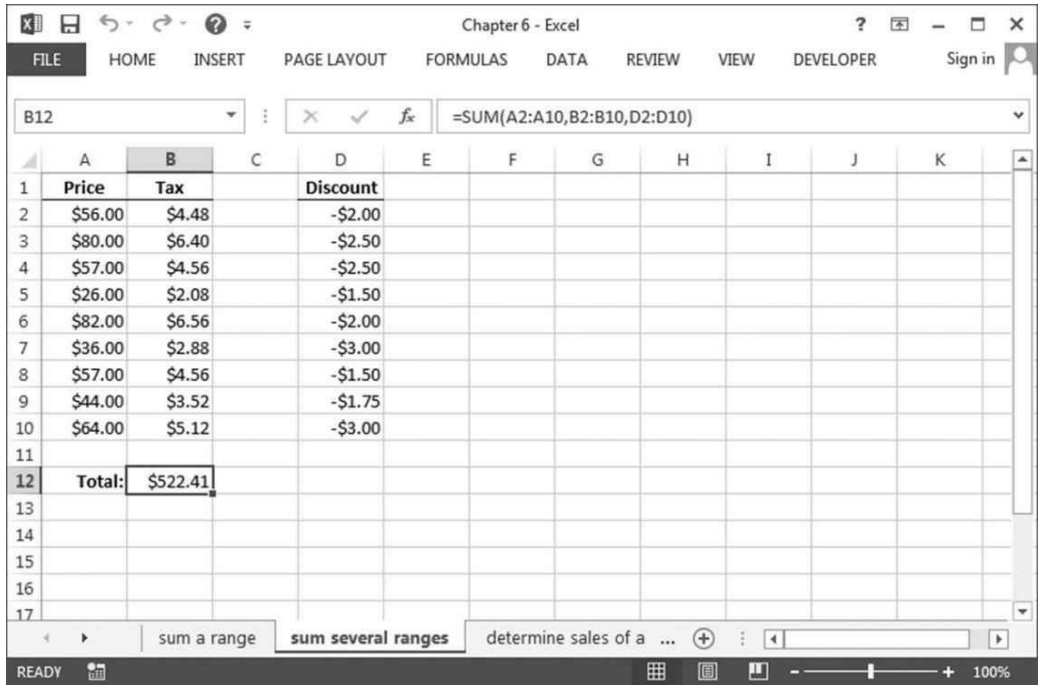 Chapter 6 - Excel
?
FILE HOME INSERT PAGE LAYOUT FORMULAS DATA REVIEW VIEW DEVELOPER Sign in
B12 fx =SUM(A2:A10,B2:B10,D2:D10)
A B C D E F G H I J K
1 Price Tax Discount
2 $56.00 $4.48 -$2.00
3 $80.00 $6.40 -$2.50
4 $57.00 $4.56 -$2.50
5 $26.00 $2.08 -$1.50
6 $82.00 $6.56 -$2.00
7 $36.00 $2.88 -$3.00
8 $57.00 $4.56 -$1.50
9 $44.00 $3.52 -$1.75
10 $64.00 $5.12 -$3.00
11
12 Total: $522.41
13
14
15
16
17
sum a range sum several ranges determine sales of a ...
READY 100%